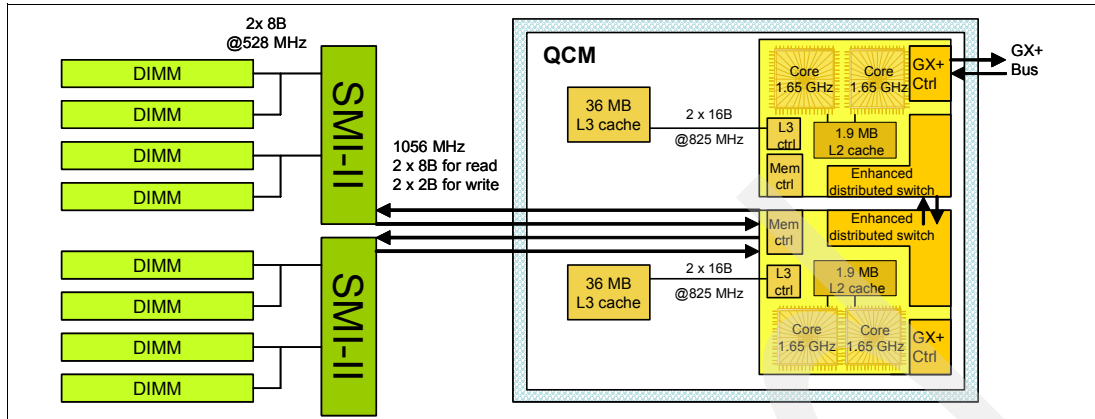 2x 8B
@528 MHz
DIMM
DIMM
DIMM
DIMM
SMI-II
DIMM
DIMM
DIMM
DIMM
SMI-II
1056 MHz
2 x 8B for read
2 x 2B for write
QCM
36 MB
L3 cache
2 x 16B
@825 MHz
Core
1.65 GHz
Core
1.65 GHz
GX+
Ctrl
GX+
Bus
L3
ctrl
1.9 MB
L2 cache
Mem
ctrl
Enhanced
distributed switch
Mem
ctrl
Enhanced
distributed switch
36 MB
L3 cache
2 x 16B
@825 MHz
L3
ctrl
1.9 MB
L2 cache
Core
1.65 GHz
Core
1.65 GHz
GX+
Ctrl